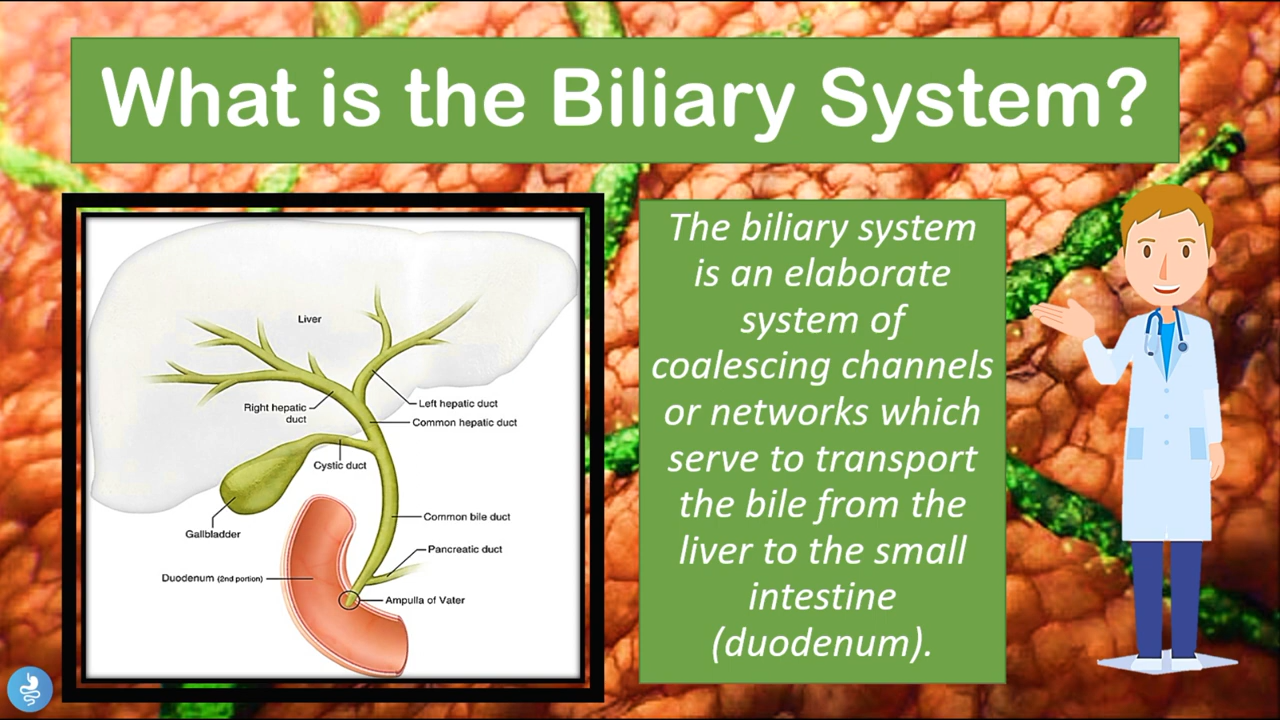 What is the Biliary System?
Liver
Right hepatic
duct
Left hepatic duct
Common hepatic duct
Cystic duct
Gallbladder
Common bile duct
Pancreatic duct
Duodenum (2nd portion)
Ampulla of Vater
The biliary system
is an elaborate
system of
coalescing channels
or networks which
serve to transport
the bile from the
liver to the small
intestine
(duodenum).